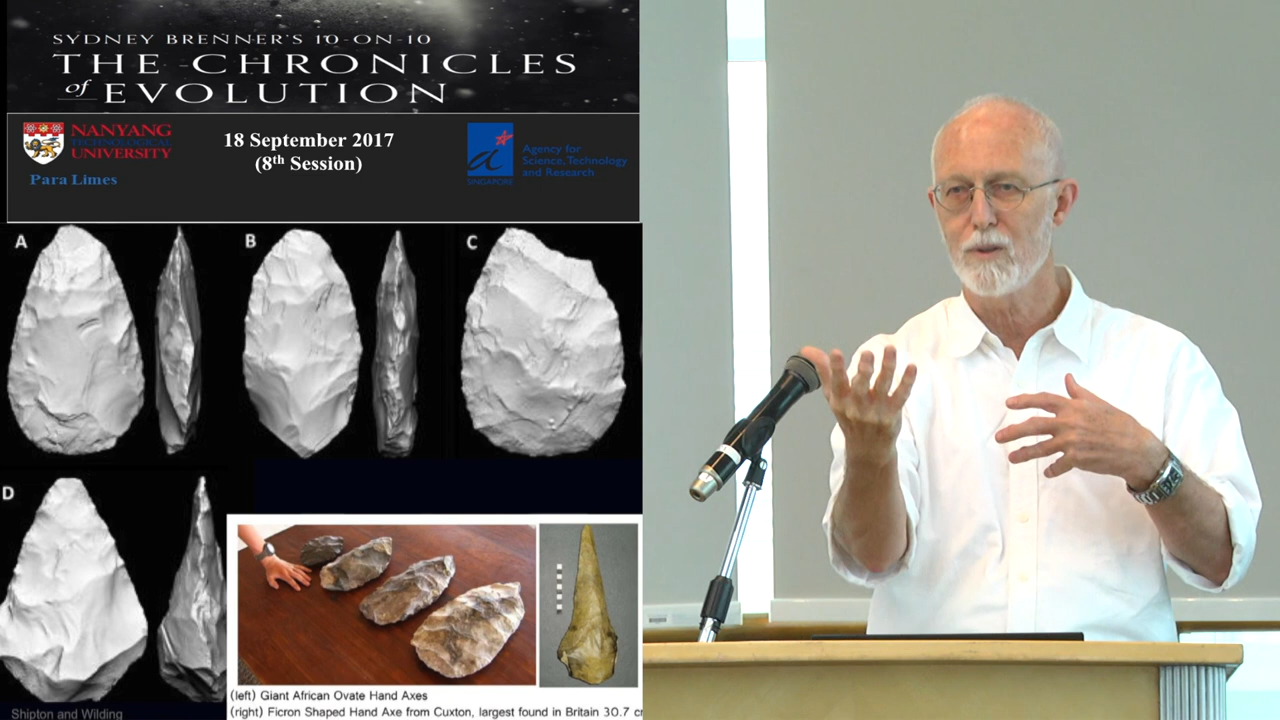 SYDNEY BRENNER'S 10-ON-10
THE CHRONICLES
of EVOLUTION
NANYANG
TECHNOLOGICAL
UNIVERSITY
Para Limes
18 September 2017
(8th Session)
SINGAPORE
Agency for
Science, Technology
and Research
A
B
C
D
Shipton and Wilding
(left) Giant African Ovate Hand Axes
(right) Ficron Shaped Hand Axe from Cuxton, largest found in Britain 30.7 c